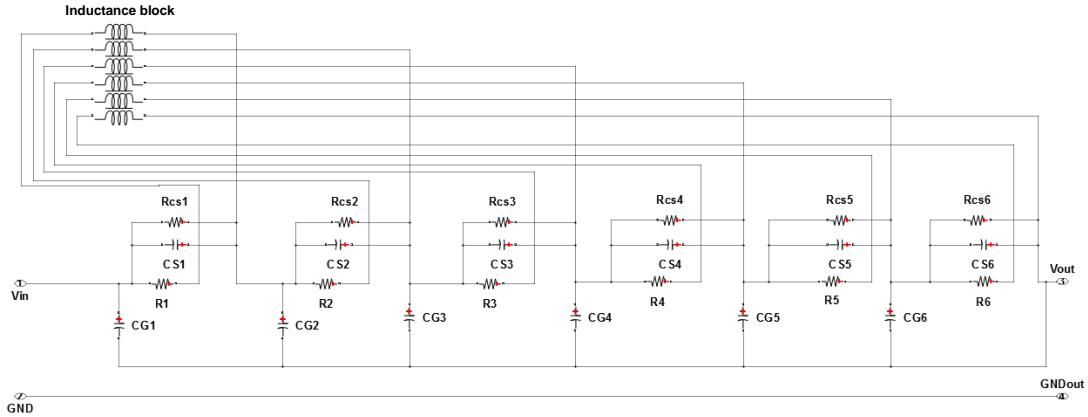 Inductance block
Rcs1 Rcs2 Rcs3 Rcs4 Rcs5 Rcs6
CS1 CS2 CS3 CS4 CS5 CS6
Vin Vout
R1 R2 R3 R4 R5 R6
CG1 CG2 CG3 CG4 CG5 CG6
GND GNDout